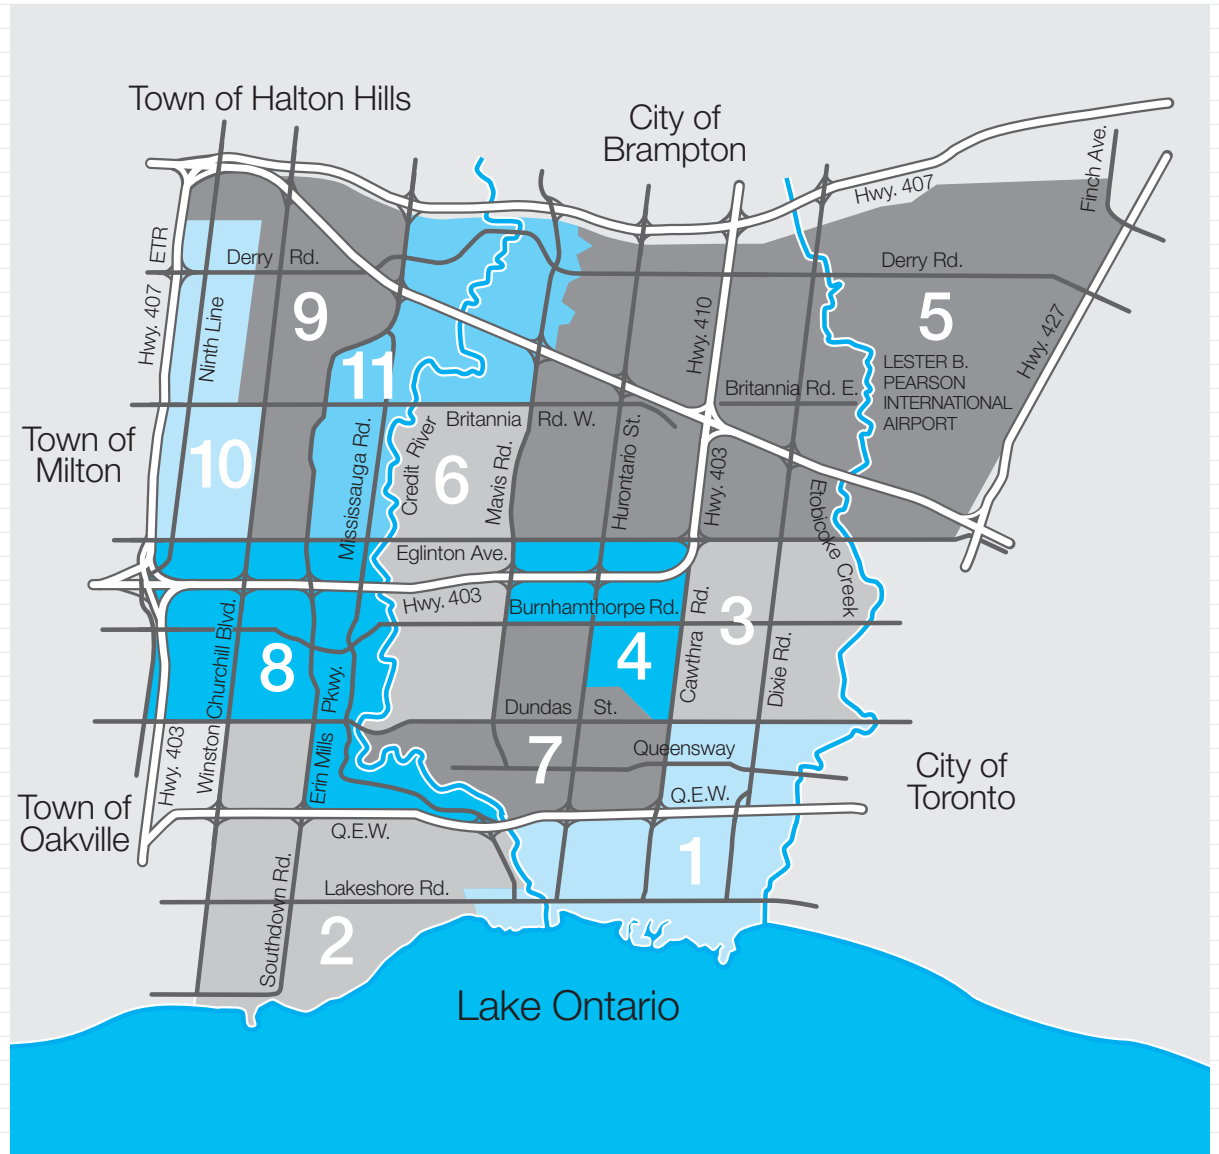 Town of Halton Hills
City of
Brampton
Finch Ave.
Hwy. 407
ETR
Derry Rd.
Derry Rd.
Hwy. 407
Ninth Line
9
5
Hwy. 410
Hwy. 427
11
LESTER B.
PEARSON
INTERNATIONAL
AIRPORT
Britannia Rd. E.
Britannia Rd. W.
Town of
Milton
10
Mississauga Rd.
Credit River
6
Mavis Rd.
Hurontario St.
Hwy. 403
Etobicoke Creek
Eglinton Ave.
Hwy. 403
Burnhamthorpe Rd.
Cawthra Rd.
3
Winston Churchill Blvd.
8
4
Dixie Rd.
Erin Mills Pkwy.
Dundas St.
Hwy. 403
7
Queensway
City of
Toronto
Q.E.W.
Town of
Oakville
Q.E.W.
1
Lakeshore Rd.
Southdown Rd.
2
Lake Ontario